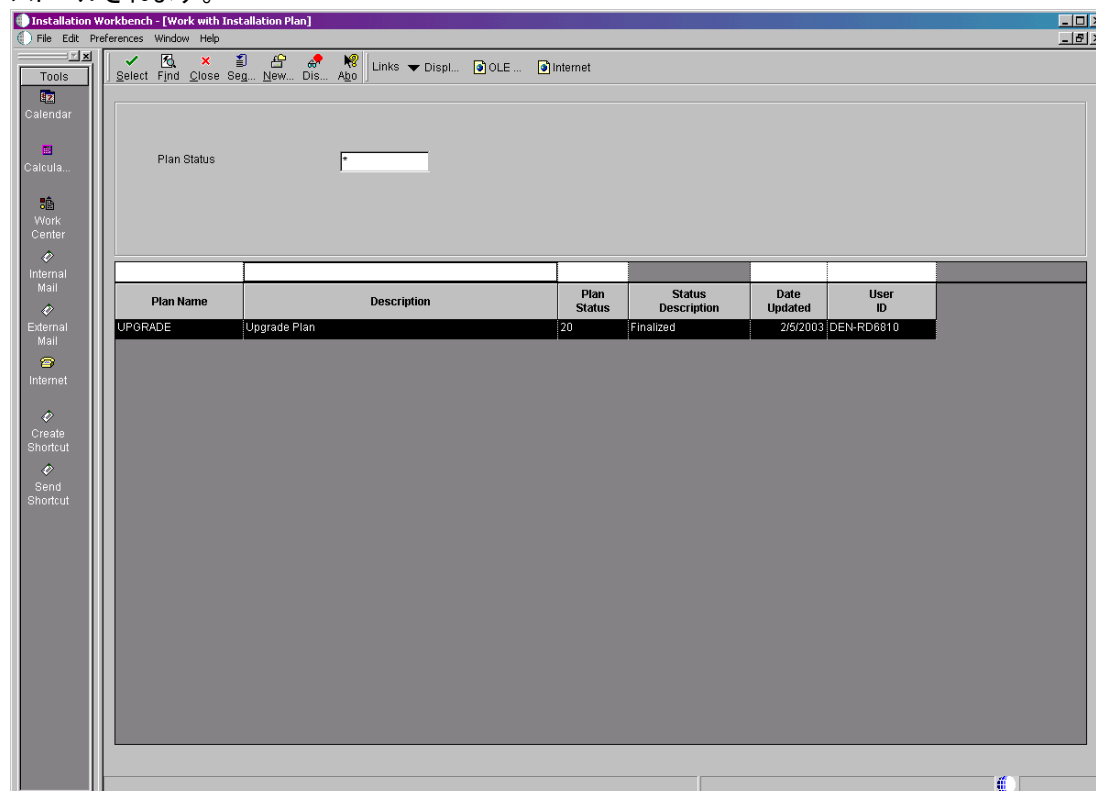 Installation Workbench - [Work with Installation Plan]
File Edit Preferences Window Help
Tools
Select Find Close Seg... New... Dis... Abo
Links Displ... OLE ... Internet
Calendar
Calcula...
Work
Center
Internal
Mail
External
Mail
Internet
Create
Shortcut
Send
Shortcut
Plan Status *
Plan Name Description Plan Status Status Description Date Updated User ID
UPGRADE Upgrade Plan 20 Finalized 2/5/2003 DEN-RD6810